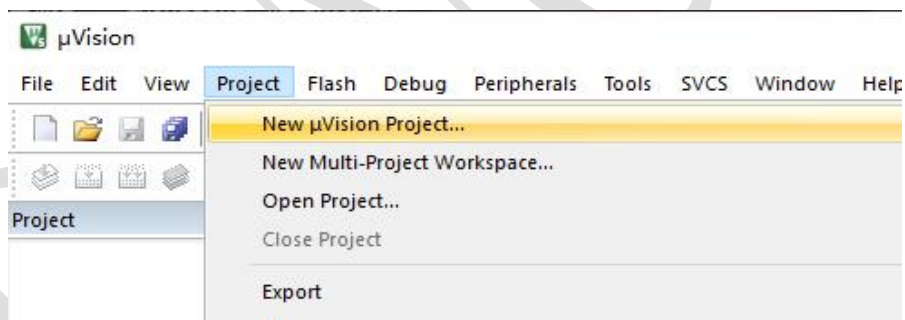 µVision
File Edit View Project Flash Debug Peripherals Tools SVCS Window Help
New µVision Project...
New Multi-Project Workspace...
Open Project...
Project
Close Project
Export